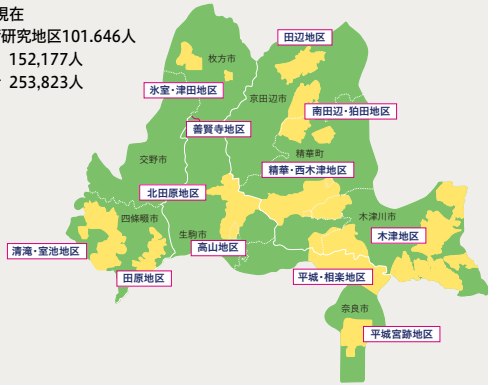 現在
研究地区101.646人
152,177人
253,823人
田辺地区
枚方市
氷室・津田地区
京田辺市
南田辺・狛田地区
善賢寺地区
精華町
交野市
精華・西木津地区
北田原地区
四條畷市
木津川市
生駒市
木津地区
清滝・室池地区
高山地区
田原地区
平城・相楽地区
奈良市
平城宮跡地区